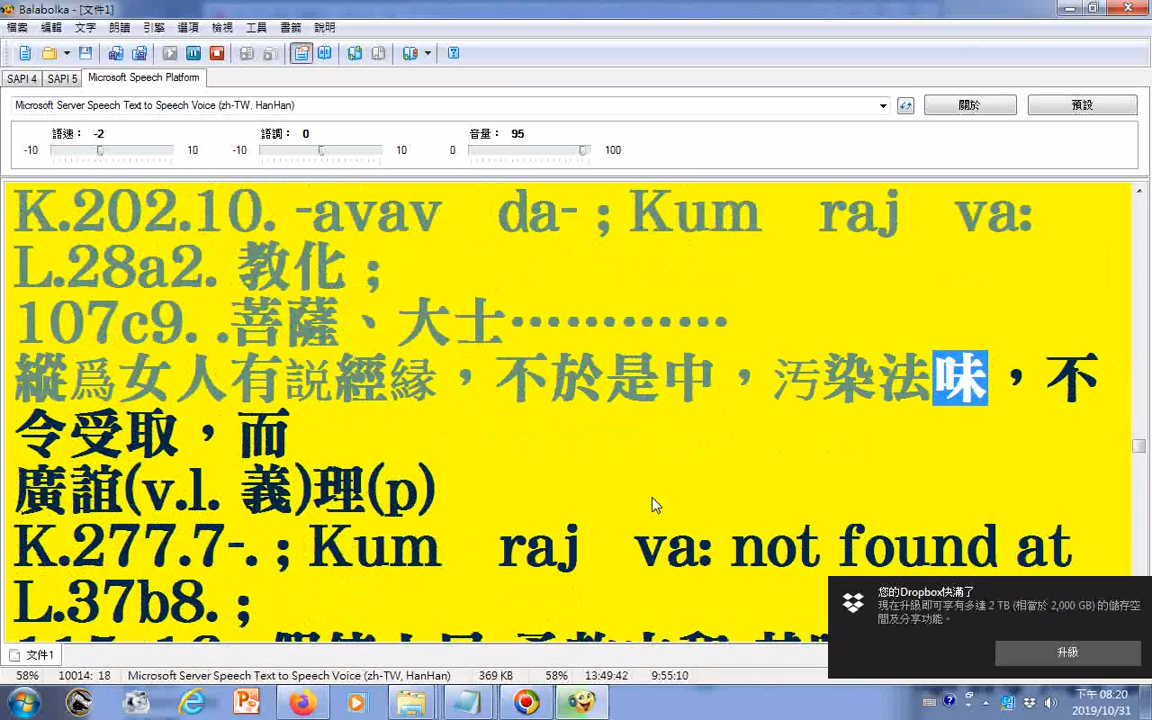 Balabolka - [文件1]
檔案 編輯 文字 朗讀 引擎 選項 檢視 工具 書籤 說明
SAPI 4 SAPI 5 Microsoft Speech Platform
Microsoft Server Speech Text to Speech Voice (zh-TW, HanHan) 關於 預設
語速： -2 語調： 0 音量： 95
-10 10 -10 10 0 100
K.202.10. -avav da- ; Kum raj va:
L.28a2. 教化 ;
107c9. .菩薩、大士…………
縱爲女人有説經縁，不於是中，汚染法味，不
令受取，而
廣誼(v.l. 義)理(p)
K.277.7-. ; Kum raj va: not found at
L.37b8. ;
您的Dropbox快滿了
現在升級即可享有多達 2 TB (相當於 2,000 GB) 的儲存空
間及分享功能。
升級
文件1
58% 10014: 18 Microsoft Server Speech Text to Speech Voice (zh-TW, HanHan) 369 KB 58% 13:49:42 9:55:10
下午 08:20
2019/10/31